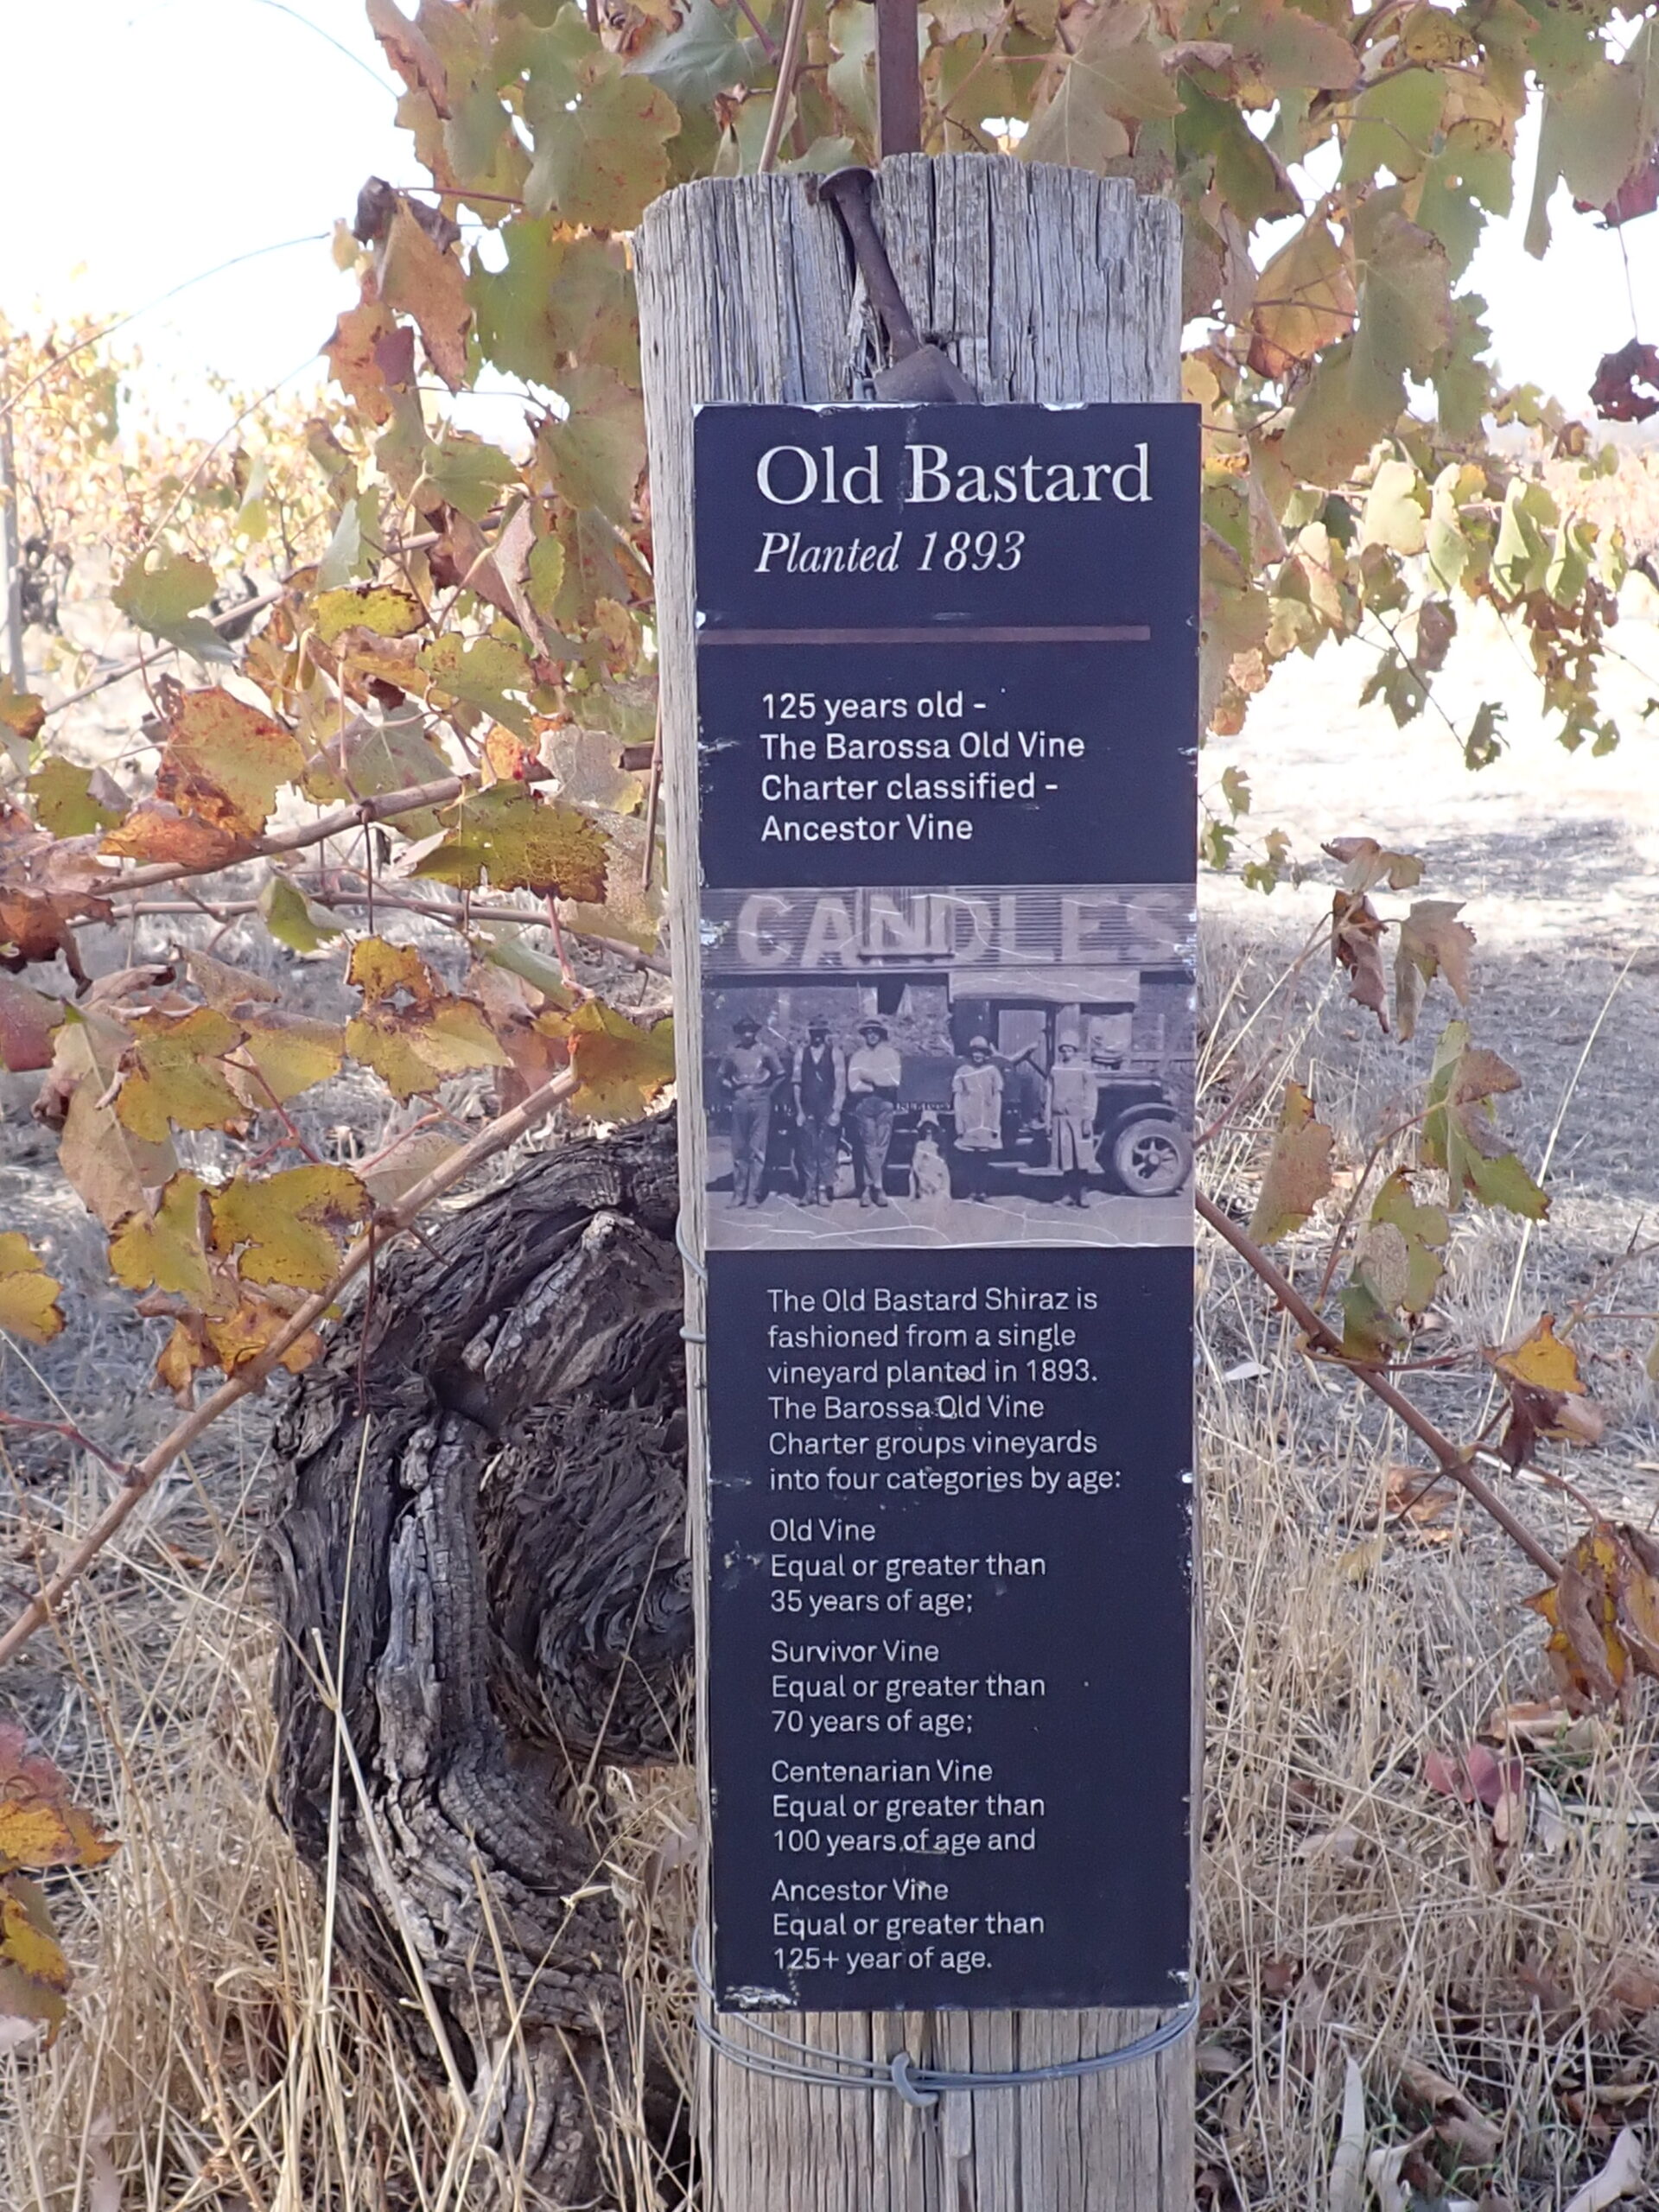 Old Bastard
Planted 1893
125 years old -
The Barossa Old Vine
Charter classified -
Ancestor Vine
CANDLES
The Old Bastard Shiraz is
fashioned from a single
vineyard planted in 1893.
The Barossa Old Vine
Charter groups vineyards
into four categories by age:
Old Vine
Equal or greater than
35 years of age;
Survivor Vine
Equal or greater than
70 years of age;
Centenarian Vine
Equal or greater than
100 years of age and
Ancestor Vine
Equal or greater than
125+ year of age.